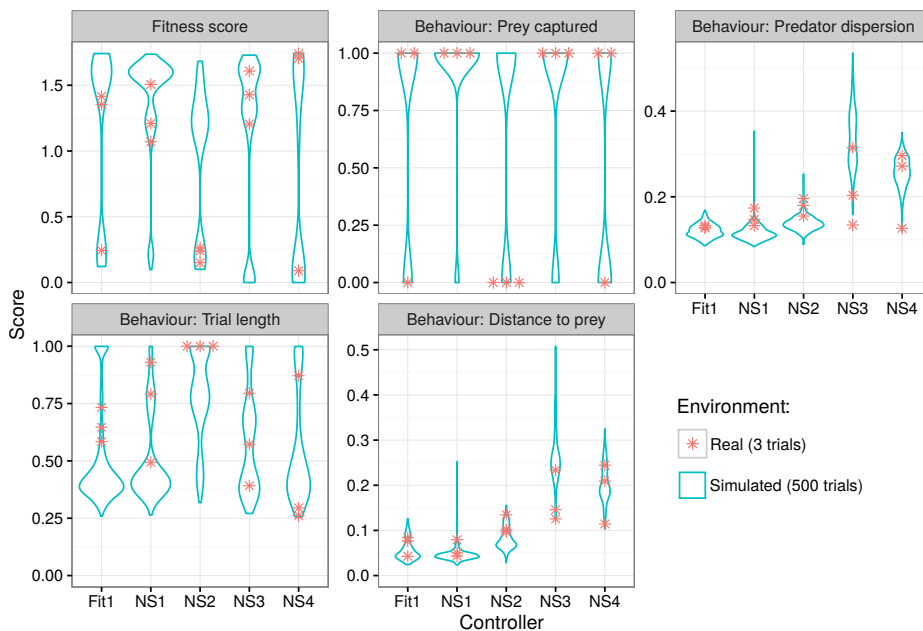 Fitness score
Behaviour: Prey captured
Behaviour: Predator dispersion
1.5
1.0
0.5
0.0
1.00
0.75
0.50
0.25
0.00
0.4
0.2
0.0
Fit1 NS1 NS2 NS3 NS4
Score
Behaviour: Trial length
Behaviour: Distance to prey
1.00
0.75
0.50
0.25
0.00
0.5
0.4
0.3
0.2
0.1
0.0
Fit1 NS1 NS2 NS3 NS4
Fit1 NS1 NS2 NS3 NS4
Controller
Environment:
Real (3 trials)
Simulated (500 trials)